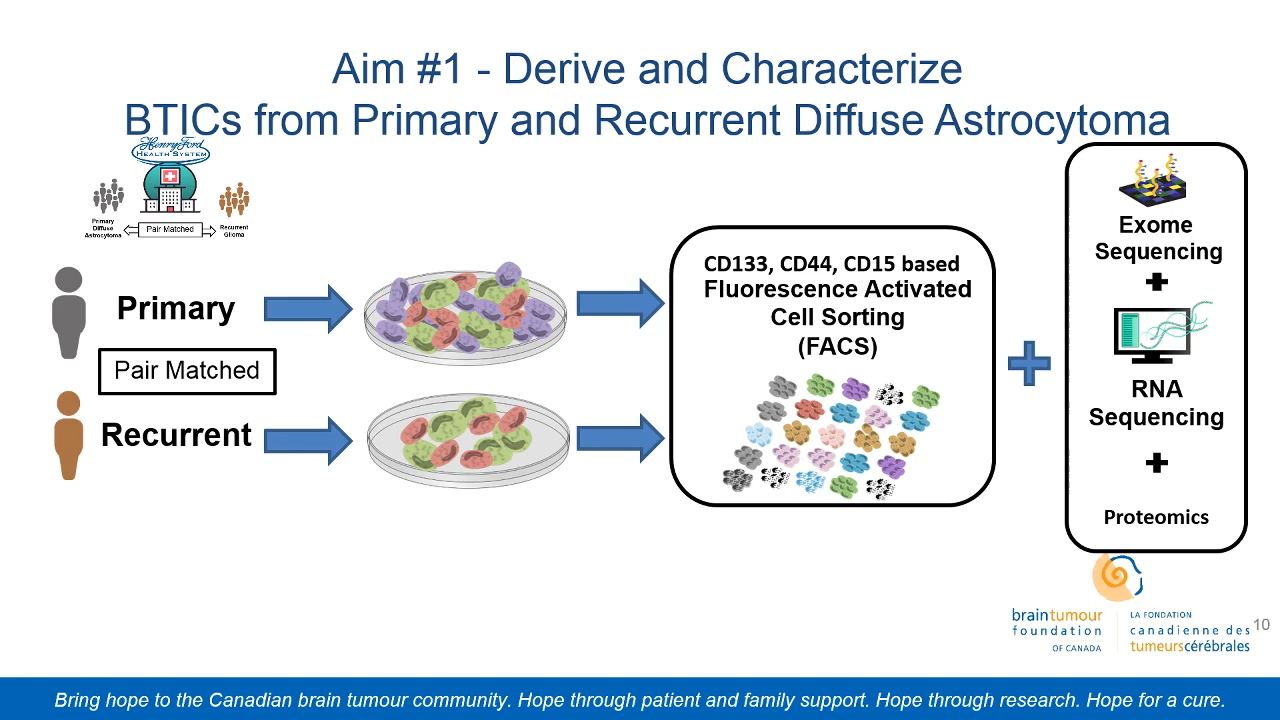 Aim #1 - Derive and Characterize
BTICs from Primary and Recurrent Diffuse Astrocytoma
Henry Ford
HEALTH SYSTEM
Primary
Diffuse
Astrocytoma
Pair Matched
Recurrent
Glioma
Primary
Pair Matched
Recurrent
CD133, CD44, CD15 based
Fluorescence Activated
Cell Sorting
(FACS)
Exome
Sequencing
RNA
Sequencing
Proteomics
braintumour
foundation
OF CANADA
LA FONDATION
canadienne des
tumeurscérébrales
10
Bring hope to the Canadian brain tumour community. Hope through patient and family support. Hope through research. Hope for a cure.